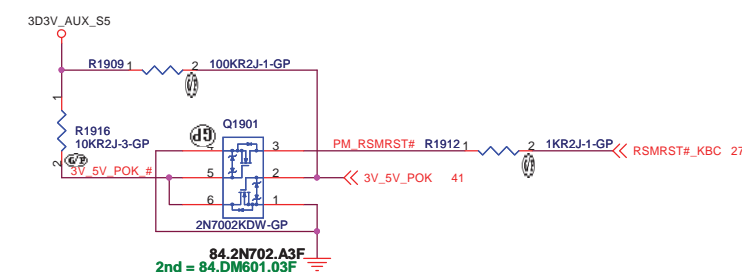 3D3V_AUX_S5
R1909 1 2 100KR2J-1-GP
1
R1916
10KR2J-3-GP
2
3V_5V_POK_#
Q1901
3 PM_RSMRST# R1912 1 2 1KR2J-1-GP RSMRST#_KBC 27
5 2 3V_5V_POK 41
6 1
2N7002KDW-GP
84.2N702.A3F
2nd = 84.DM601.03F